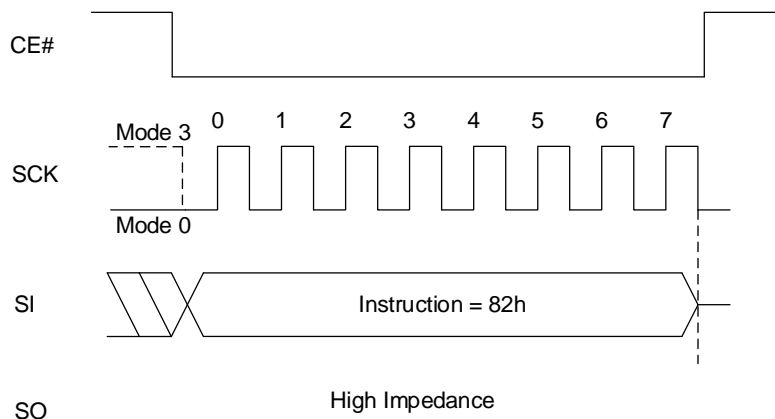 CE#
0 1 2 3 4 5 6 7
Mode 3
SCK
Mode 0
SI
Instruction = 82h
High Impedance
SO